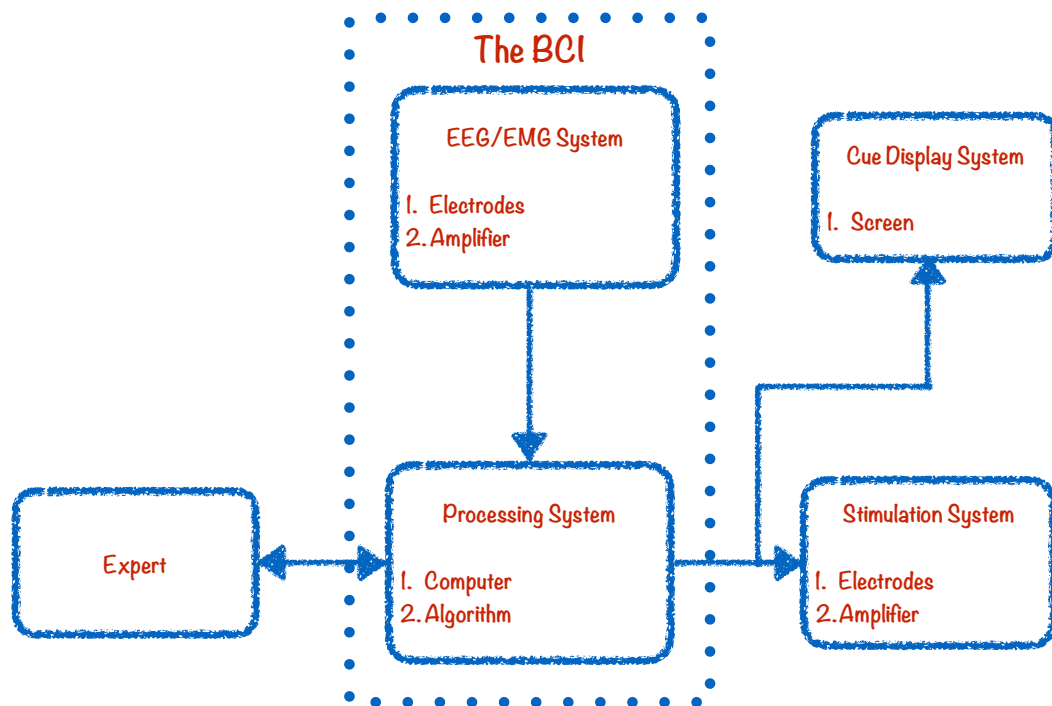 The BCI
EEG/EMG System
1. Electrodes
2. Amplifier
Cue Display System
1. Screen
Expert
Processing System
1. Computer
2. Algorithm
Stimulation System
1. Electrodes
2. Amplifier